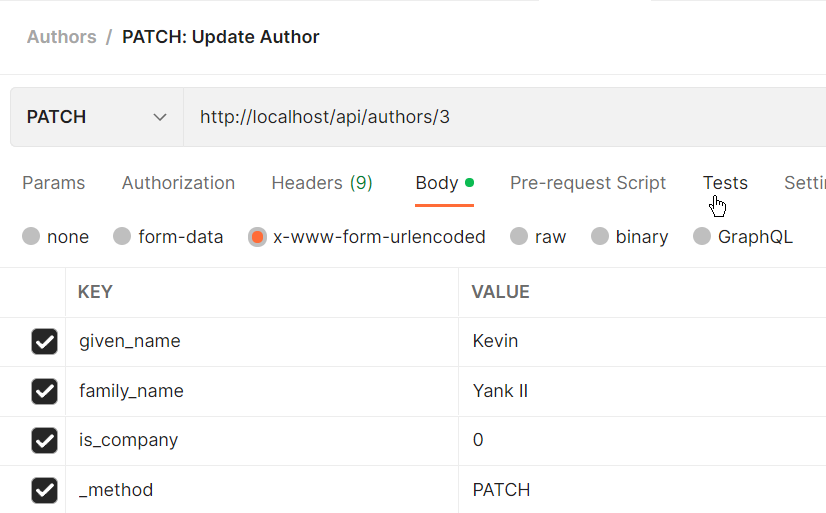 Authors / PATCH: Update Author
PATCH http://localhost/api/authors/3
Params Authorization Headers (9) Body Pre-request Script Tests
none form-data x-www-form-urlencoded raw binary GraphQL
KEY VALUE
given_name Kevin
family_name Yank II
is_company 0
_method PATCH